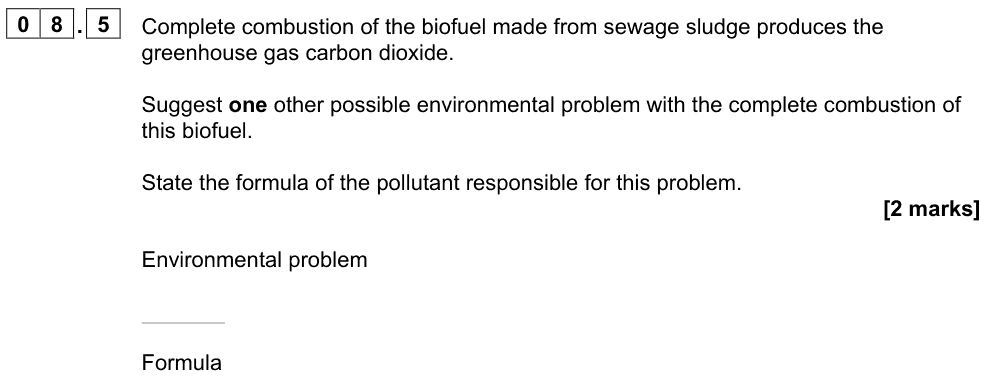 0 8 . 5 Complete combustion of the biofuel made from sewage sludge produces the
greenhouse gas carbon dioxide.
Suggest one other possible environmental problem with the complete combustion of
this biofuel.
State the formula of the pollutant responsible for this problem.
[2 marks]
Environmental problem
Formula